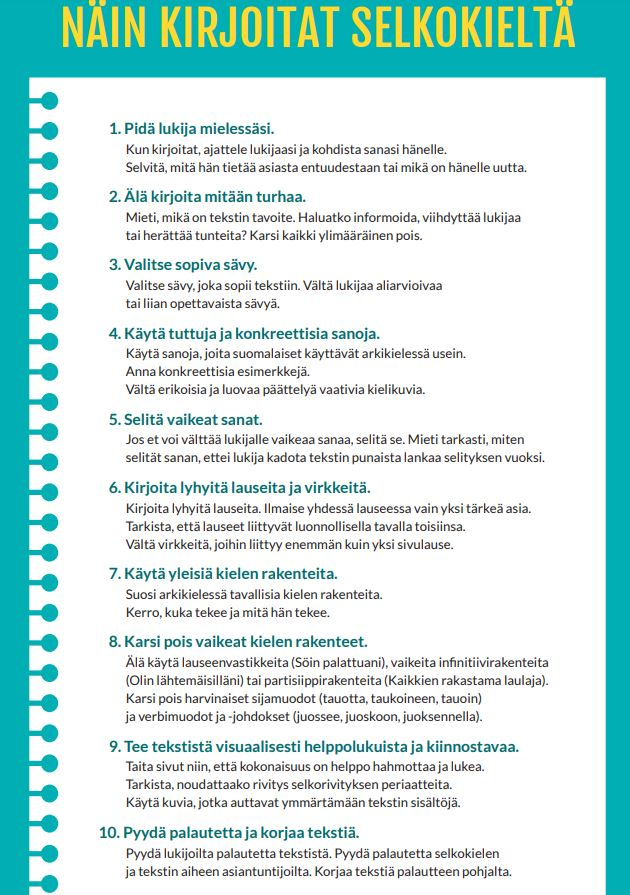 NÄIN KIRJOITAT SELKOKIELTÄ
1. Pidä lukija mielessäsi.
Kun kirjoitat, ajattele lukijaasi ja kohdista sanasi hänelle.
Selvitä, mitä hän tietää asiasta entuudestaan tai mikä on hänelle uutta.
2. Älä kirjoita mitään turhaa.
Mieti, mikä on tekstin tavoite. Haluatko informoida, viihdyttää lukijaa
tai herättää tunteita? Karsi kaikki ylimääräinen pois.
3. Valitse sopiva sävy.
Valitse sävy, joka sopii tekstiin. Vältä lukijaa aliarvioivaa
tai liian opettavaista sävyä.
4. Käytä tuttuja ja konkreettisia sanoja.
Käytä sanoja, joita suomalaiset käyttävät arkikielessä usein.
Anna konkreettisia esimerkkejä.
Vältä erikoisia ja luovaa päättelyä vaativia kielikuvia.
5. Selitä vaikeat sanat.
Jos et voi välttää lukijalle vaikeaa sanaa, selitä se. Mieti tarkasti, miten
selität sanan, ettei lukija kadota tekstin punaista lankaa selityksen vuoksi.
6. Kirjoita lyhyitä lauseita ja virkkeitä.
Kirjoita lyhyitä lauseita. Ilmaise yhdessä lauseessa vain yksi tärkeä asia.
Tarkista, että lauseet liittyvät luonnollisella tavalla toisiinsa.
Vältä virkkeitä, joihin liittyy enemmän kuin yksi sivulause.
7. Käytä yleisiä kielen rakenteita.
Suosi arkikielessä tavallisia kielen rakenteita.
Kerro, kuka tekee ja mitä hän tekee.
8. Karsi pois vaikeat kielen rakenteet.
Älä käytä lauseenvastikkeita (Söin palattuani), vaikeita infinitiivirakenteita
(Olin lähtemäisilläni) tai partisiippirakenteita (Kaikkien rakastama laulaja).
Karsi pois harvinaiset sijamuodot (tauotta, taukoineen, tauoin)
ja verbimuodot ja -johdokset (juossee, juoskoon, juoksennella).
9. Tee tekstistä visuaalisesti helppolukuista ja kiinnostavaa.
Taita sivut niin, että kokonaisuus on helppo hahmottaa ja lukea.
Tarkista, noudattaako rivitys selkorivityksen periaatteita.
Käytä kuvia, jotka auttavat ymmärtämään tekstin sisältöjä.
10. Pyydä palautetta ja korjaa tekstiä.
Pyydä lukijoilta palautetta tekstistä. Pyydä palautetta selkokielen
ja tekstin aiheen asiantuntijoilta. Korjaa tekstiä palautteen pohjalta.